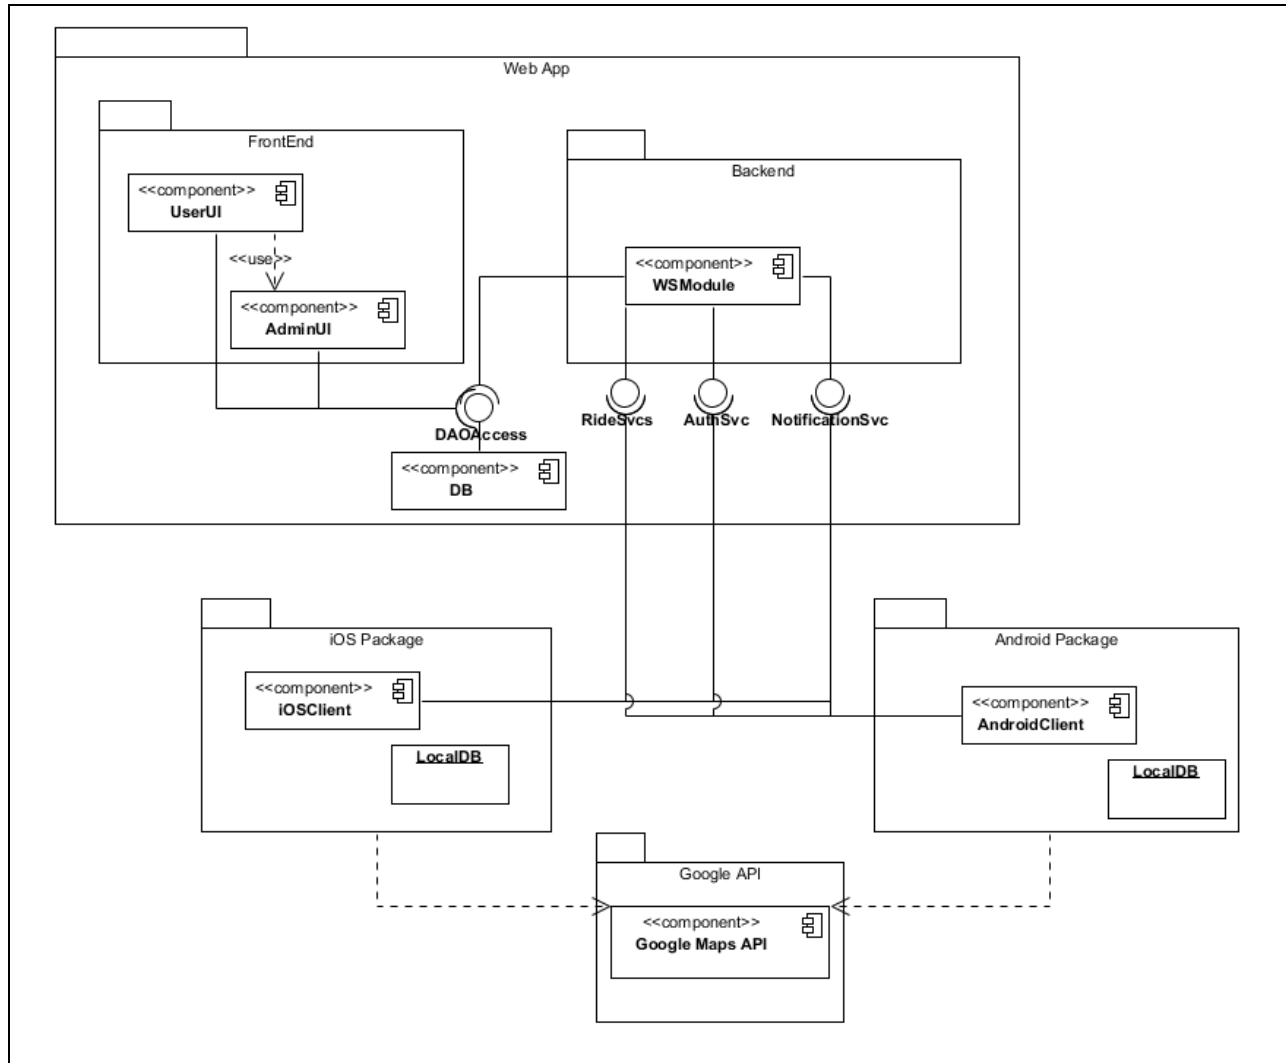 Web App
FrontEnd
<<component>>
UserUI
<<use>>
<<component>>
AdminUI
Backend
<<component>>
WSModule
DAOAccess
RideSvcs
AuthSvc
NotificationSvc
<<component>>
DB
iOS Package
<<component>>
iOSClient
LocalDB
Android Package
<<component>>
AndroidClient
LocalDB
Google API
<<component>>
Google Maps API